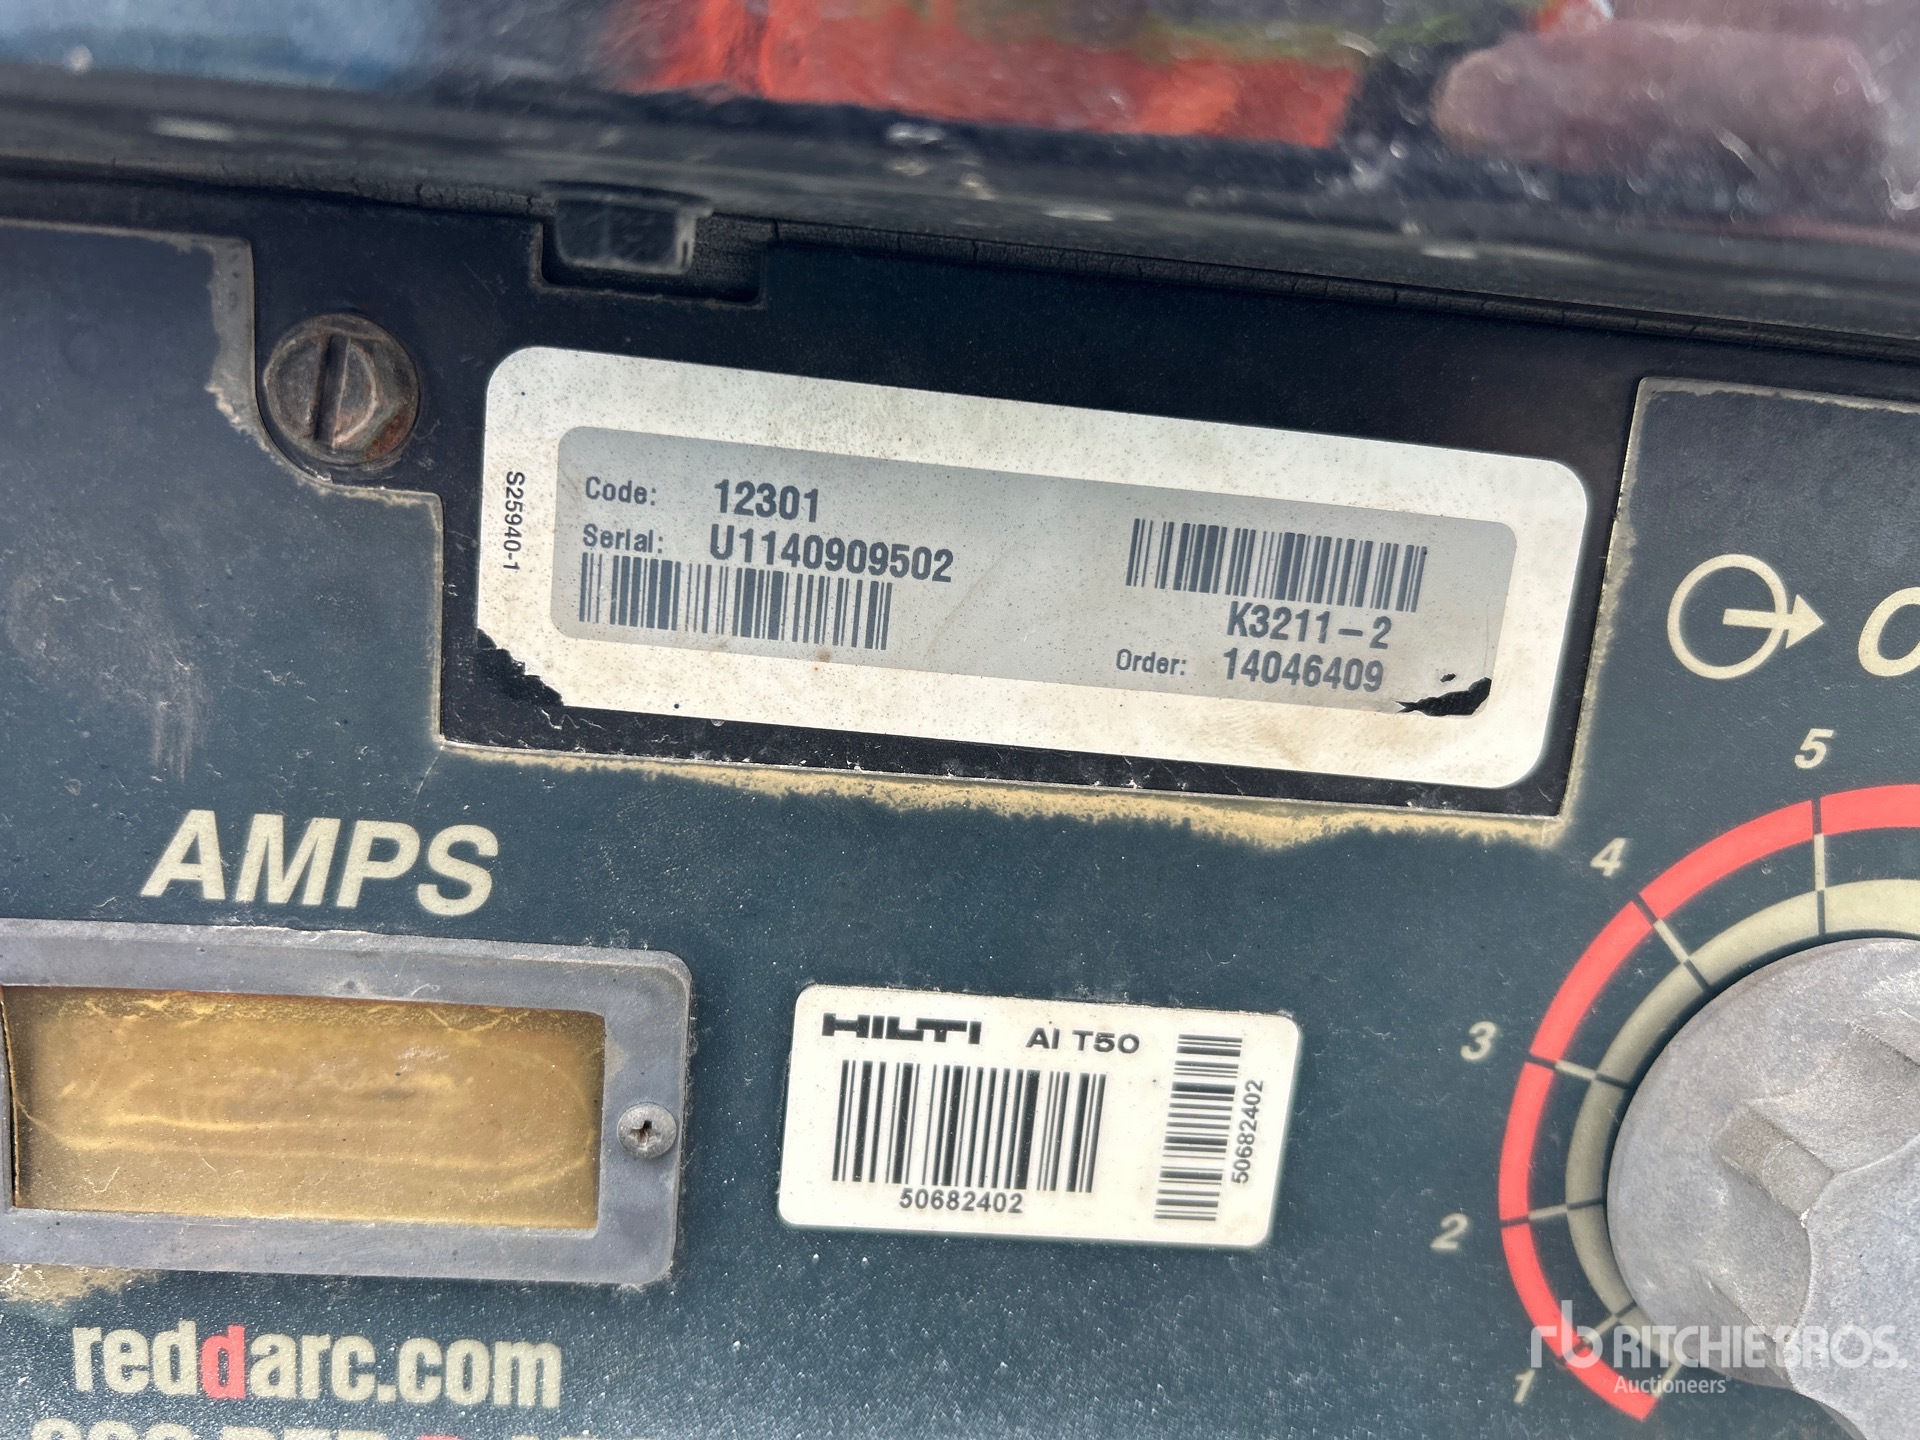 S25940-1
Code: 12301
Serial: U1140909502
K3211-2
Order: 14046409
5
4
3
2
1
AMPS
HILTI AI T50
50682402
50682402
reddarc.com
RITCHIE BROS.
Auctioneers